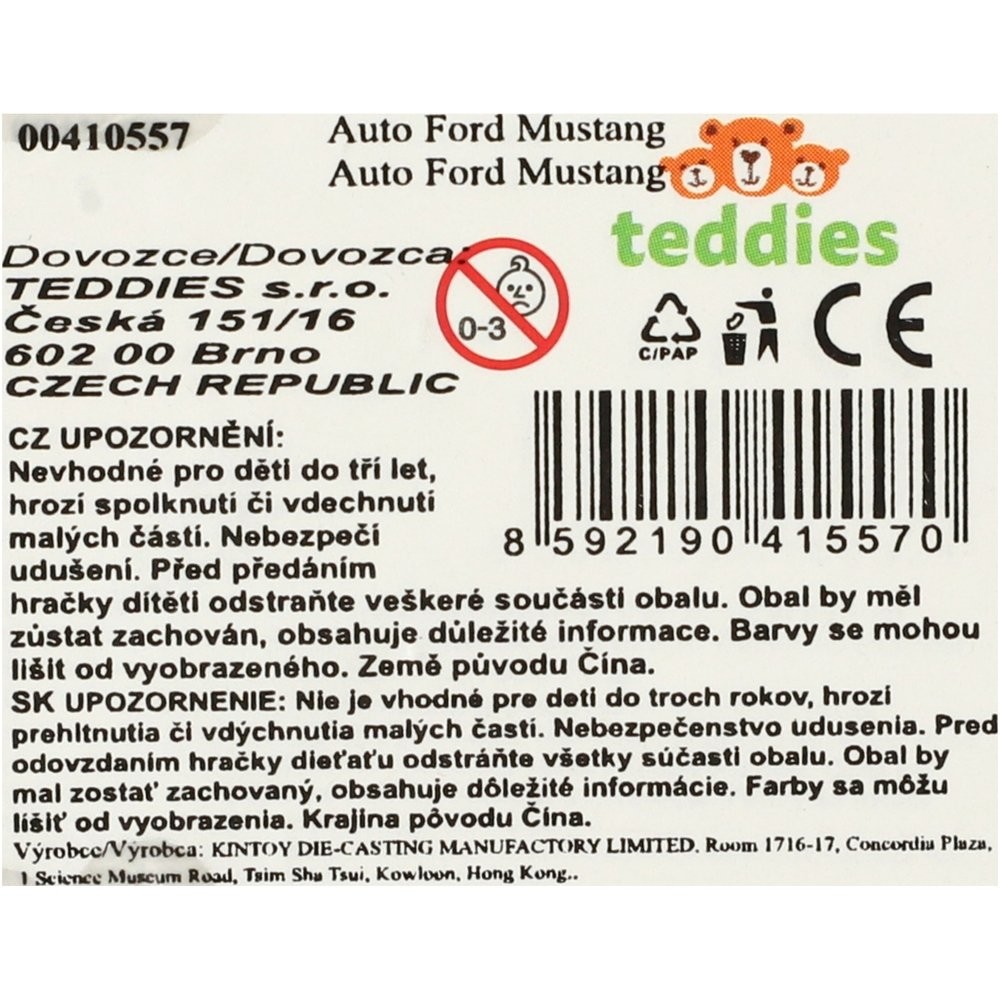 00410557
Auto Ford Mustang
Auto Ford Mustang
teddies
Dovozce/Dovozca:
TEDDIES s.r.o.
Česká 151/16
602 00 Brno
CZECH REPUBLIC
0-3
C/PAP
CE
8 592190 415570
CZ UPOZORNĚNÍ:
Nevhodné pro děti do tří let,
hrozí spolknutí či vdechnutí
malých částí. Nebezpečí
udušení. Před předáním
hračky dítěti odstraňte veškeré součásti obalu. Obal by měl
zůstat zachován, obsahuje důležité informace. Barvy se mohou
lišit od vyobrazeného. Země původu Čína.
SK UPOZORNENIE: Nie je vhodné pre deti do troch rokov, hrozí
prehltnutia či vdýchnutia malých častí. Nebezpečenstvo udusenia. Pred
odovzdaním hračky dieťaťu odstráňte všetky súčasti obalu. Obal by
mal zostať zachovaný, obsahuje dôležité informácie. Farby sa môžu
líšiť od vyobrazenia. Krajina pôvodu Čína.
Výrobce/Výrobca: KINTOY DIE-CASTING MANUFACTORY LIMITED. Room 1716-17, Concordia Plaza,
1 Science Museum Road, Tsim Sha Tsui, Kowloon, Hong Kong..